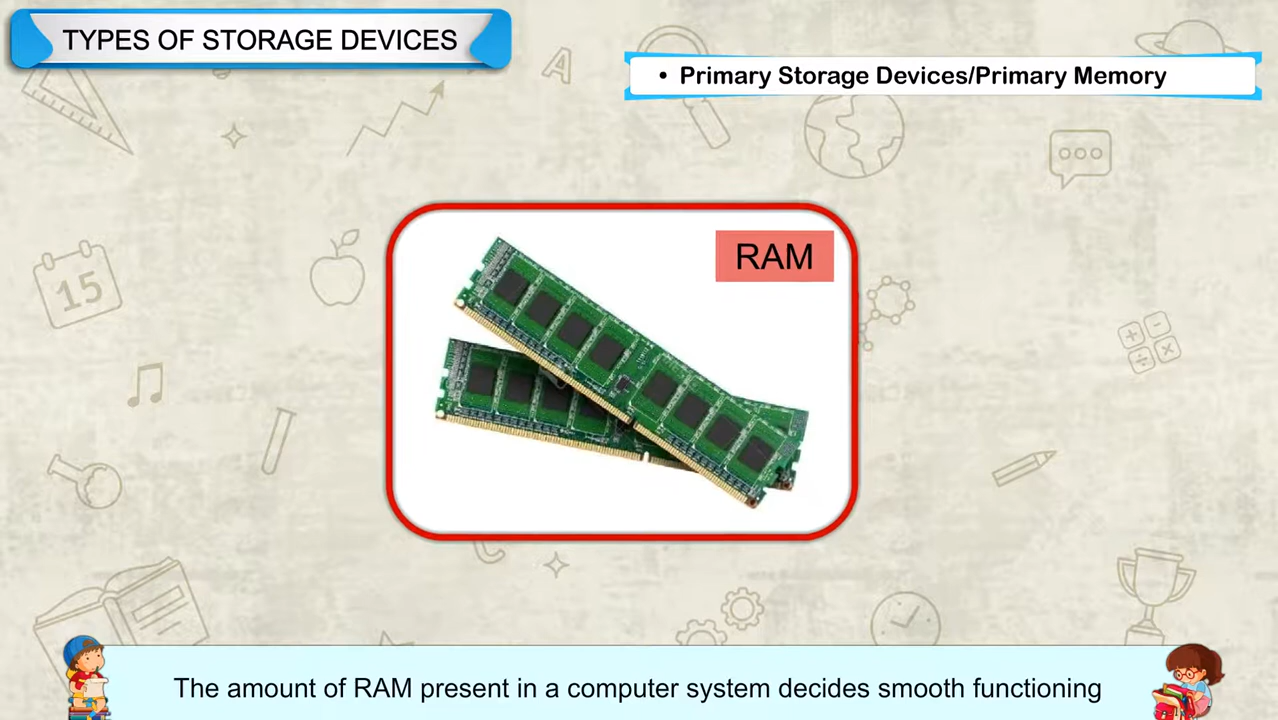 TYPES OF STORAGE DEVICES
• Primary Storage Devices/Primary Memory
A
RAM
15
The amount of RAM present in a computer system decides smooth functioning